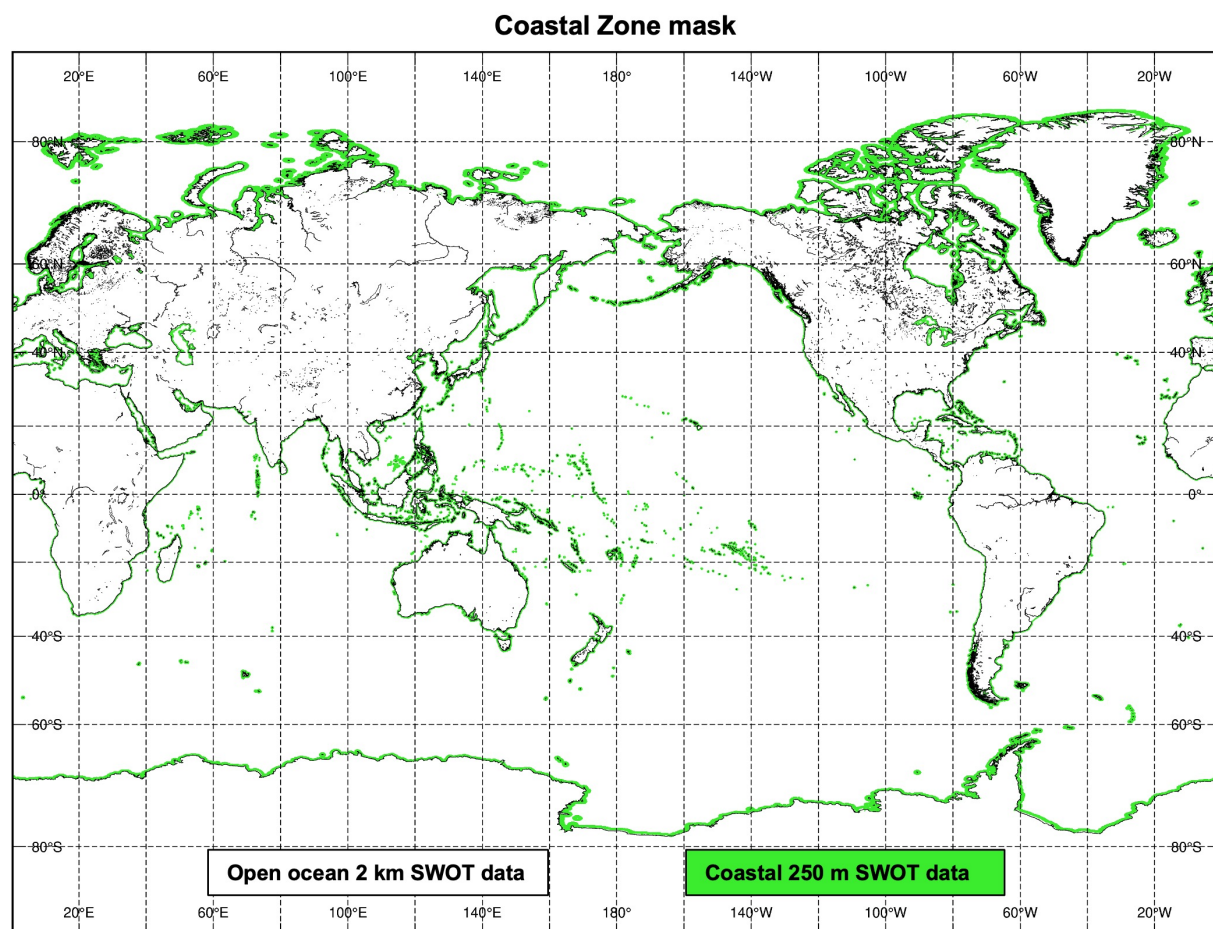 Coastal Zone mask
20°E 60°E 100°E 140°E 180° 140°W 100°W 60°W 20°W
80°N 80°N
60°N 60°N
40°N 40°N
0° 0°
40°S 40°S
60°S 60°S
80°S 80°S
Open ocean 2 km SWOT data Coastal 250 m SWOT data
20°E 60°E 100°E 140°E 180° 140°W 100°W 60°W 20°W